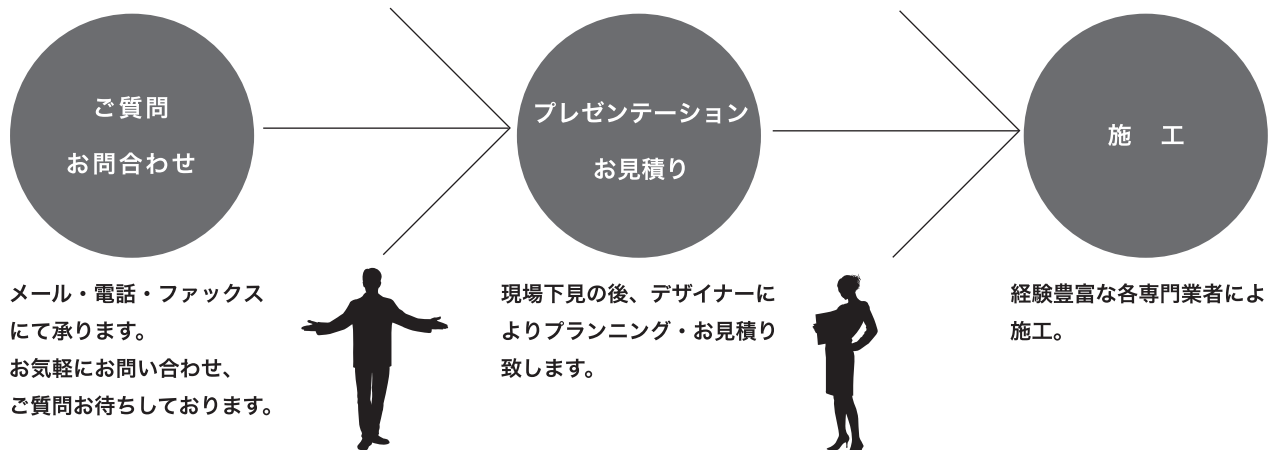 ご質問
お問合わせ
メール・電話・ファックス
にて承ります。
お気軽にお問い合わせ、
ご質問お待ちしております。
プレゼンテーション
お見積り
現場下見の後、デザイナーに
よりプランニング・お見積り
致します。
施　工
経験豊富な各専門業者によ
施工。